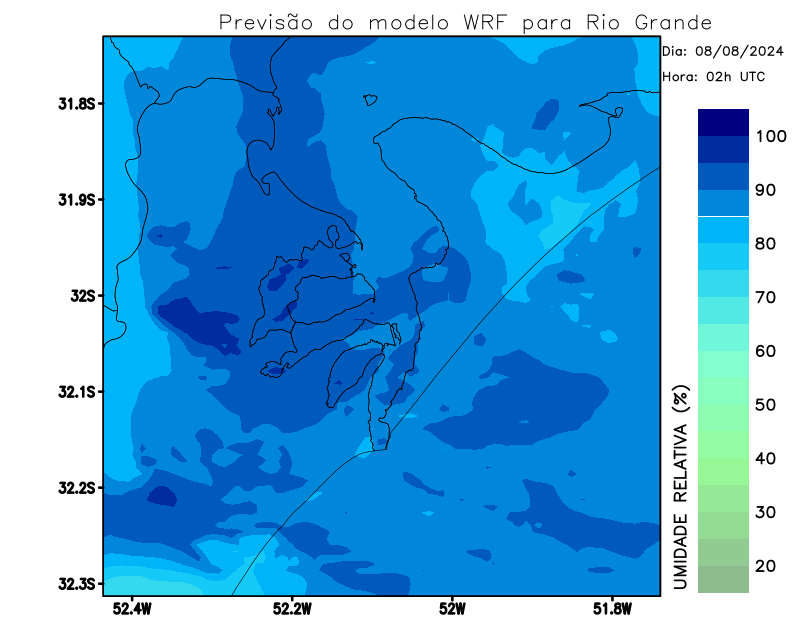 Previsão do modelo WRF para Rio Grande
Dia: 08/08/2024
Hora: 02h UTC
31.8S
31.9S
32S
32.1S
32.2S
32.3S
52.4W
52.2W
52W
51.8W
100
90
80
70
60
50
40
30
20
UMIDADE RELATIVA (%)